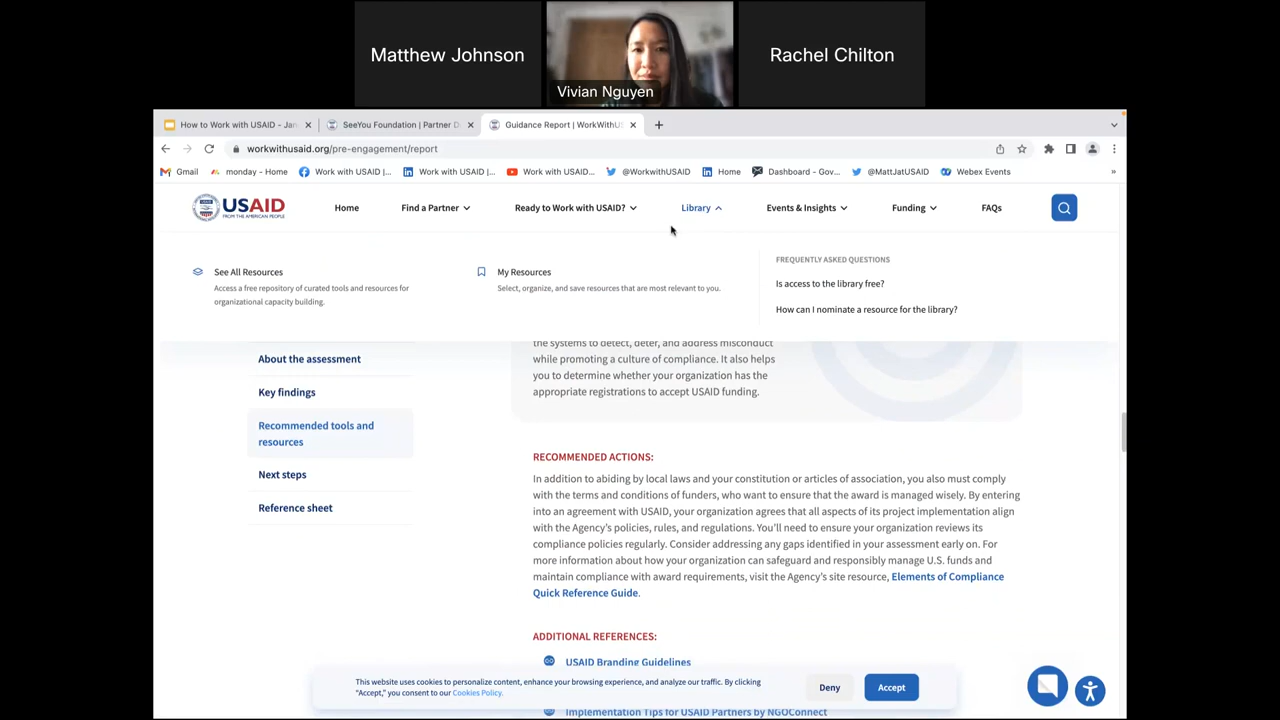 Matthew Johnson
Vivian Nguyen
Rachel Chilton
How to Work with USAID - Jan
SeeYou Foundation | Partner D
Guidance Report | WorkWithUS
workwithusaid.org/pre-engagement/report
Gmail
monday - Home
Work with USAID |...
Work with USAID |...
Work with USAID...
@WorkwithUSAID
Home
Dashboard - Gov...
@MattJatUSAID
Webex Events
»
USAID
FROM THE AMERICAN PEOPLE
Home
Find a Partner
Ready to Work with USAID?
Library
Events & Insights
Funding
FAQs
See All Resources
Access a free repository of curated tools and resources for
organizational capacity building.
My Resources
Select, organize, and save resources that are most relevant to you.
FREQUENTLY ASKED QUESTIONS
Is access to the library free?
How can I nominate a resource for the library?
About the assessment
Key findings
Recommended tools and
resources
Next steps
Reference sheet
the systems to detect, deter, and address misconduct
while promoting a culture of compliance. It also helps
you to determine whether your organization has the
appropriate registrations to accept USAID funding.
RECOMMENDED ACTIONS:
In addition to abiding by local laws and your constitution or articles of association, you also must comply
with the terms and conditions of funders, who want to ensure that the award is managed wisely. By entering
into an agreement with USAID, your organization agrees that all aspects of its project implementation align
with the Agency's policies, rules, and regulations. You'll need to ensure your organization reviews its
compliance policies regularly. Consider addressing any gaps identified in your assessment early on. For
more information about how your organization can safeguard and responsibly manage U.S. funds and
maintain compliance with award requirements, visit the Agency's site resource, Elements of Compliance
Quick Reference Guide.
ADDITIONAL REFERENCES:
USAID Branding Guidelines
This website uses cookies to personalize content, enhance your browsing experience, and analyze our traffic. By clicking
"Accept," you consent to our Cookies Policy.
Deny
Accept
Implementation Tips for USAID Partners by NGOConnect